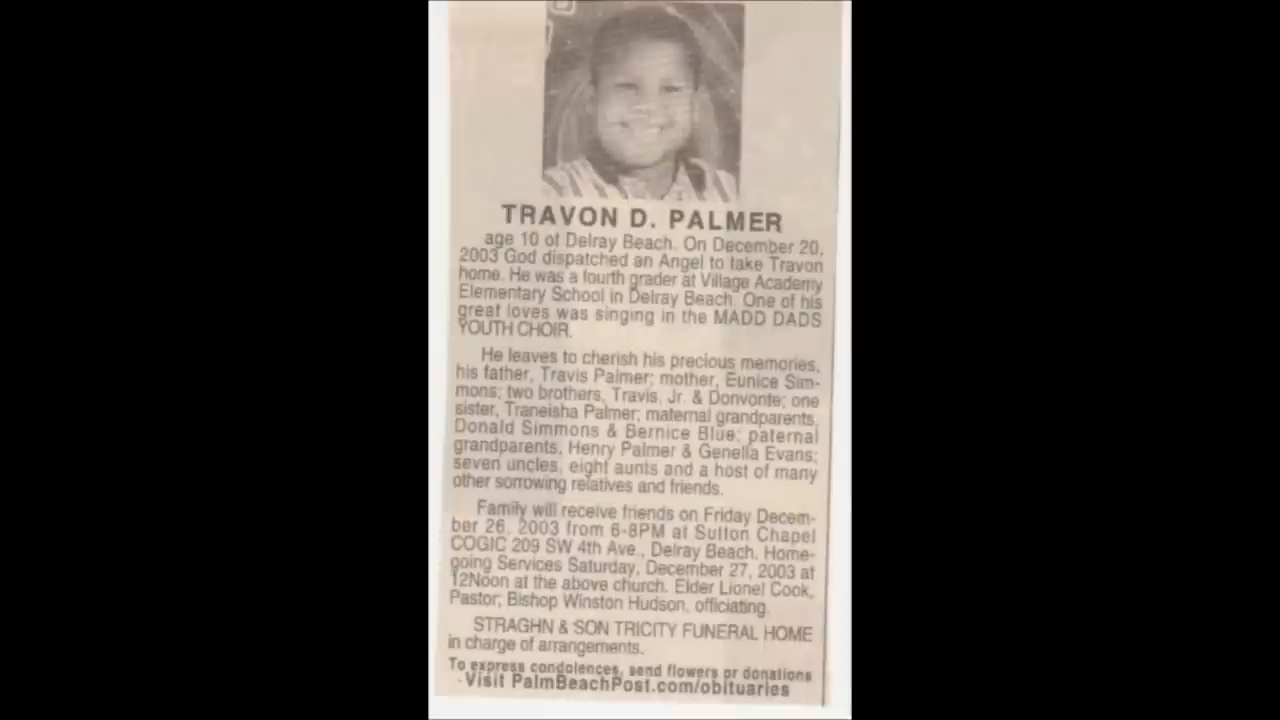 TRAVON D. PALMER
age 10 of Delray Beach. On December 20,
2003 God dispatched an Angel to take Travon
home. He was a fourth grader at Village Academy
Elementary School in Delray Beach. One of his
great loves was singing in the MADD DADS
YOUTH CHOIR.
He leaves to cherish his precious memories,
his father, Travis Palmer; mother, Eunice Sim-
mons; two brothers, Travis, Jr. & Donvonte; one
sister, Traneisha Palmer; maternal grandparents,
Donald Simmons & Bernice Blue; paternal
grandparents, Henry Palmer & Genella Evans;
seven uncles, eight aunts and a host of many
other sorrowing relatives and friends.
Family will receive friends on Friday Decem-
ber 26, 2003 from 6-8PM at Sutton Chapel
COGIC 209 SW 4th Ave., Delray Beach. Home-
going Services Saturday, December 27, 2003 at
12Noon at the above church. Elder Lionel Cook,
Pastor; Bishop Winston Hudson, officiating.
STRAGHN & SON TRICITY FUNERAL HOME
in charge of arrangements.
To express condolences, send flowers or donations
Visit PalmBeachPost.com/obituaries